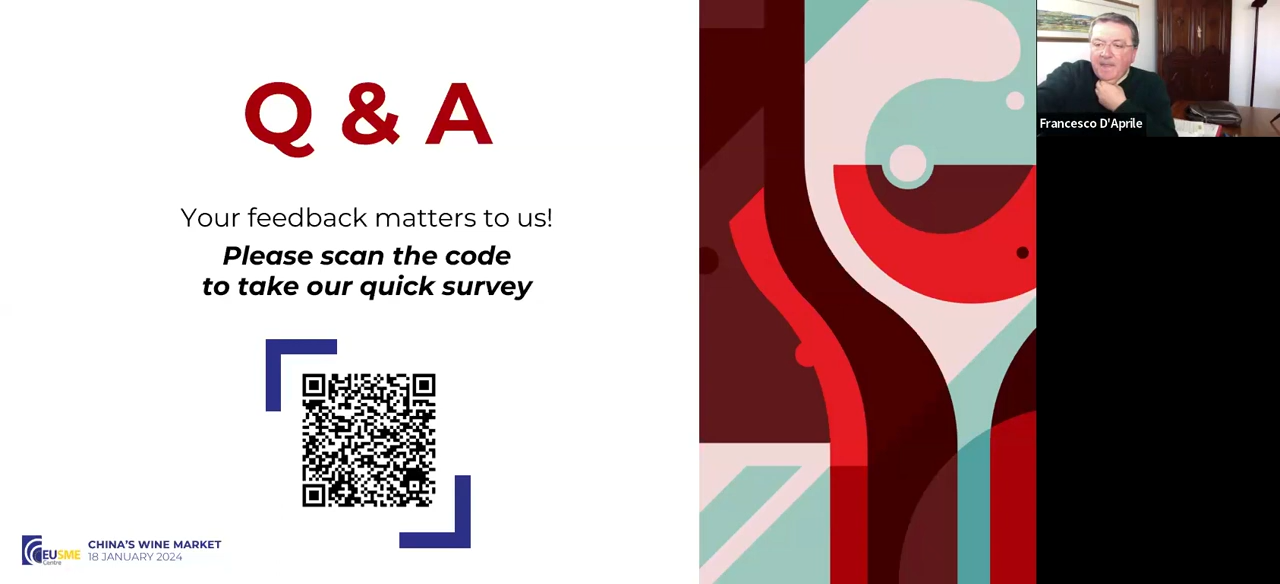 Q & A
Your feedback matters to us!
Please scan the code
to take our quick survey
EUSME
Centre
CHINA'S WINE MARKET
18 JANUARY 2024
Francesco D'Aprile